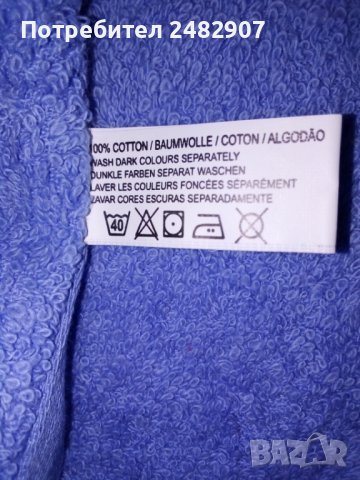 Потребител 2482907
100% COTTON / BAUMWOLLE / COTON / ALGODÃO
WASH DARK COLOURS SEPARATELY
DUNKLE FARBEN SEPARAT WASCHEN
LAVER LES COULEURS FONCÉES SÉPARÉMENT
LAVAR CORES ESCURAS SEPARADAMENTE
40
BAZAR